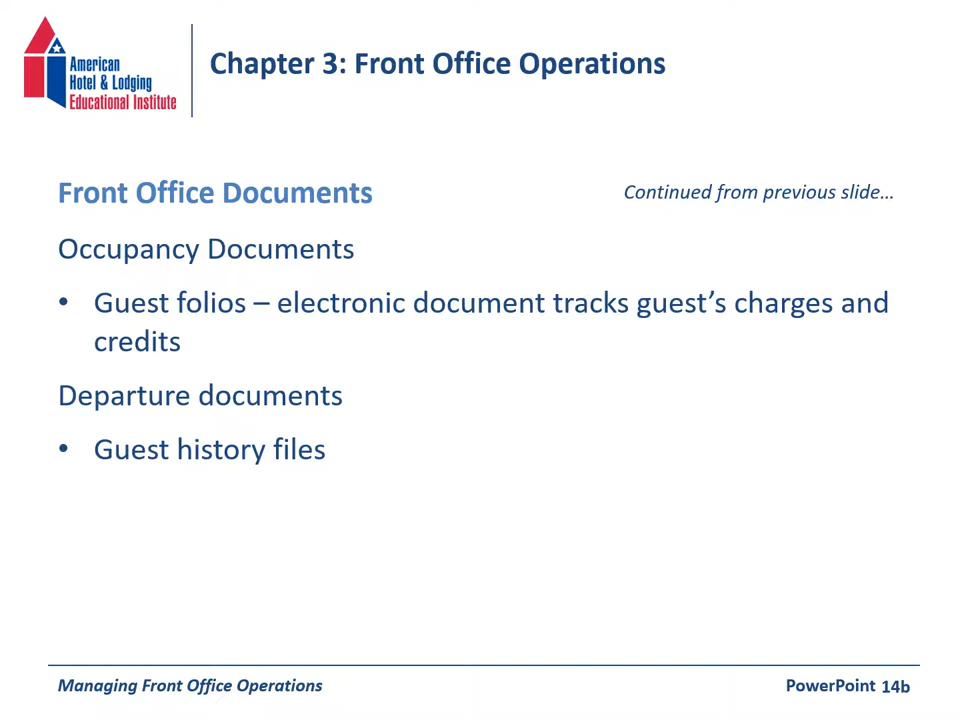 American
Hotel & Lodging
Educational Institute
Chapter 3: Front Office Operations
Front Office Documents
Continued from previous slide…
Occupancy Documents
• Guest folios – electronic document tracks guest’s charges and
credits
Departure documents
• Guest history files
Managing Front Office Operations
PowerPoint 14b